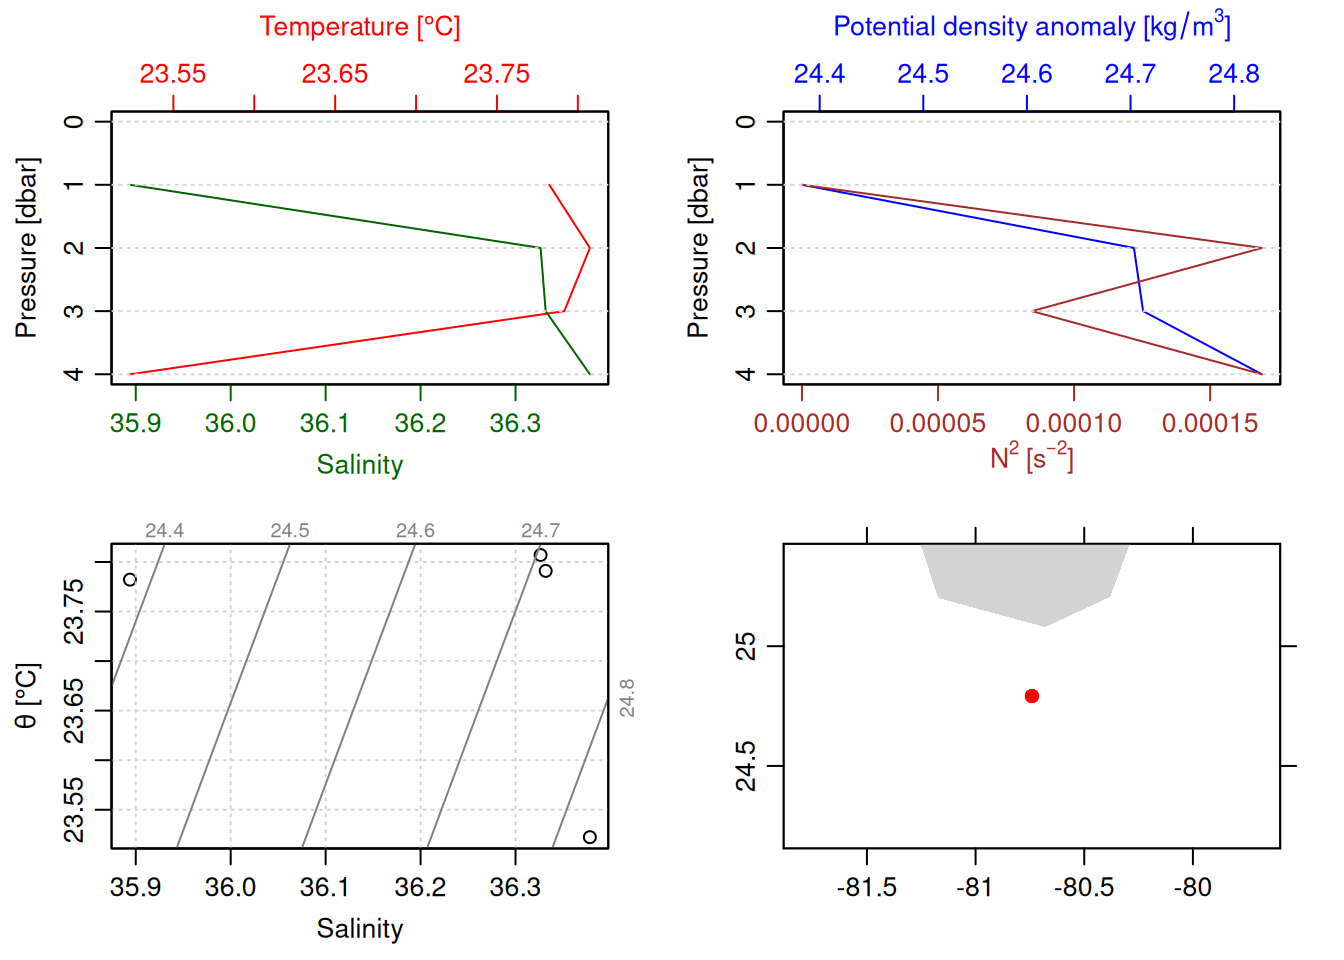 Temperature [°C]
23.55 23.65 23.75
Pressure [dbar]
0
1
2
3
4
35.9 36.0 36.1 36.2 36.3
Salinity
Potential density anomaly [kg/m³]
24.4 24.5 24.6 24.7 24.8
Pressure [dbar]
0
1
2
3
4
0.00000 0.00005 0.00010 0.00015
N² [s⁻²]
24.4 24.5 24.6 24.7
24.8
θ [°C]
23.75
23.65
23.55
35.9 36.0 36.1 36.2 36.3
Salinity
25
24.5
-81.5 -81 -80.5 -80